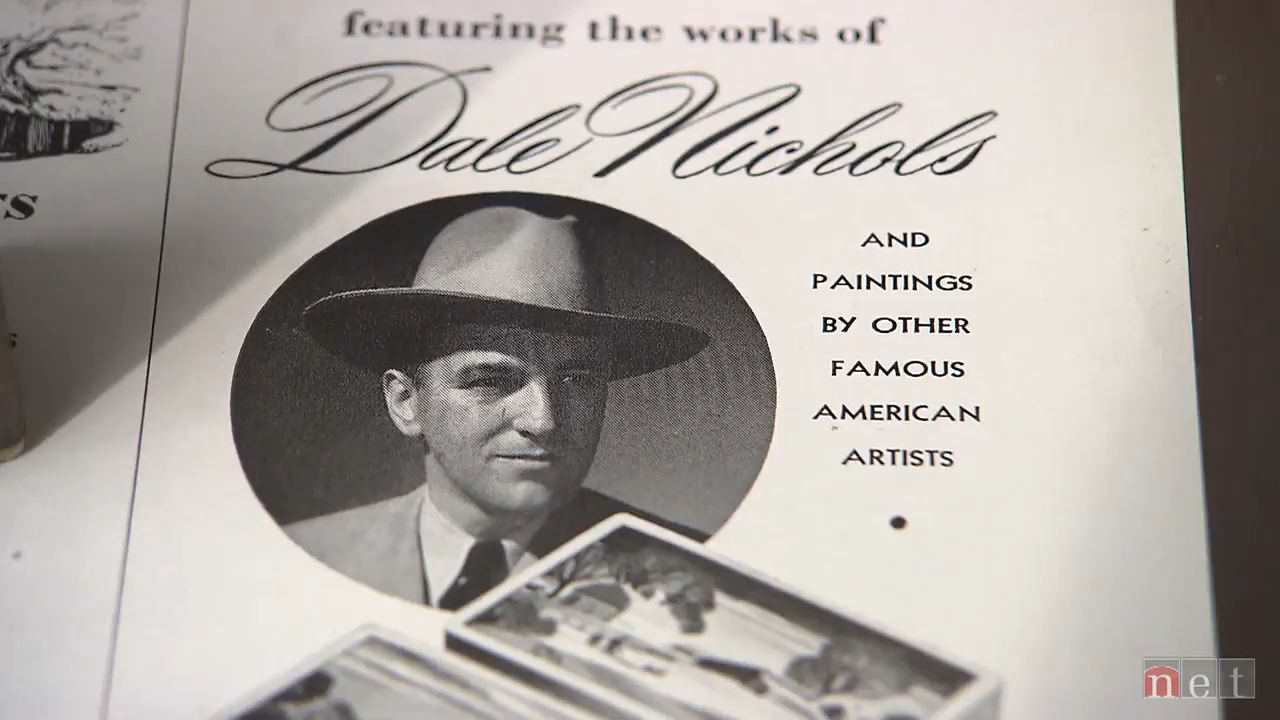 featuring the works of
Dale Nichols
AND
PAINTINGS
BY OTHER
FAMOUS
AMERICAN
ARTISTS
net